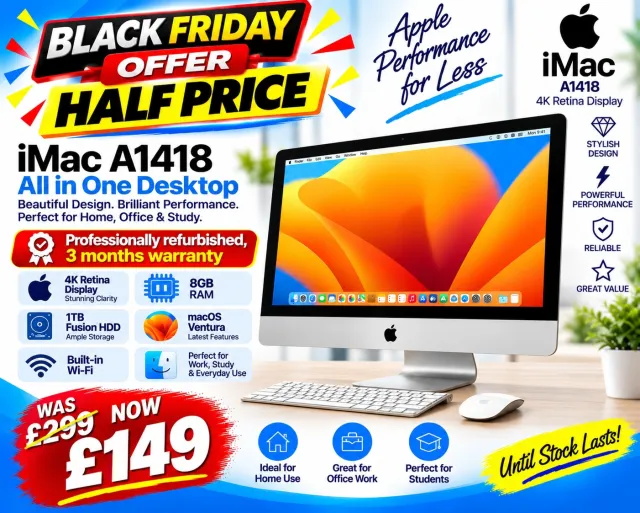 BLACK FRIDAY
OFFER
HALF PRICE
Apple
Performance
for Less
iMac
A1418
4K Retina Display
STYLISH
DESIGN
POWERFUL
PERFORMANCE
RELIABLE
GREAT VALUE
iMac A1418
All in One Desktop
Beautiful Design. Brilliant Performance.
Perfect for Home, Office & Study.
Professionally refurbished,
3 months warranty
4K Retina
Display
Stunning Clarity
8GB
RAM
1TB
Fusion HDD
Ample Storage
macOS
Ventura
Latest Features
Built-in
Wi-Fi
Perfect for
Work, Study
& Everyday Use
WAS
£299
NOW
£149
Ideal for
Home Use
Great for
Office Work
Perfect for
Students
Until Stock Lasts!